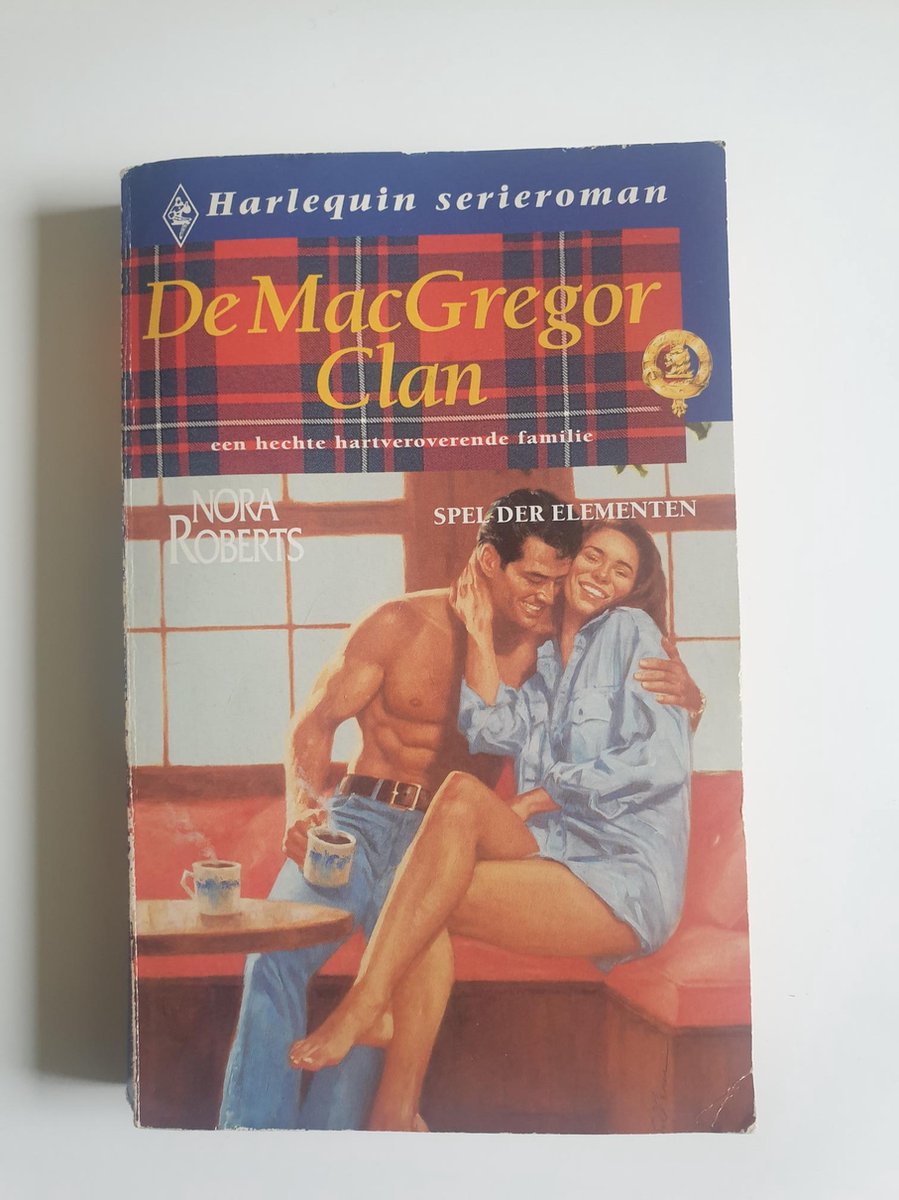 Harlequin serieroman
De MacGregor
Clan
een hechte hartveroverende familie
NORA
ROBERTS
SPEL DER ELEMENTEN